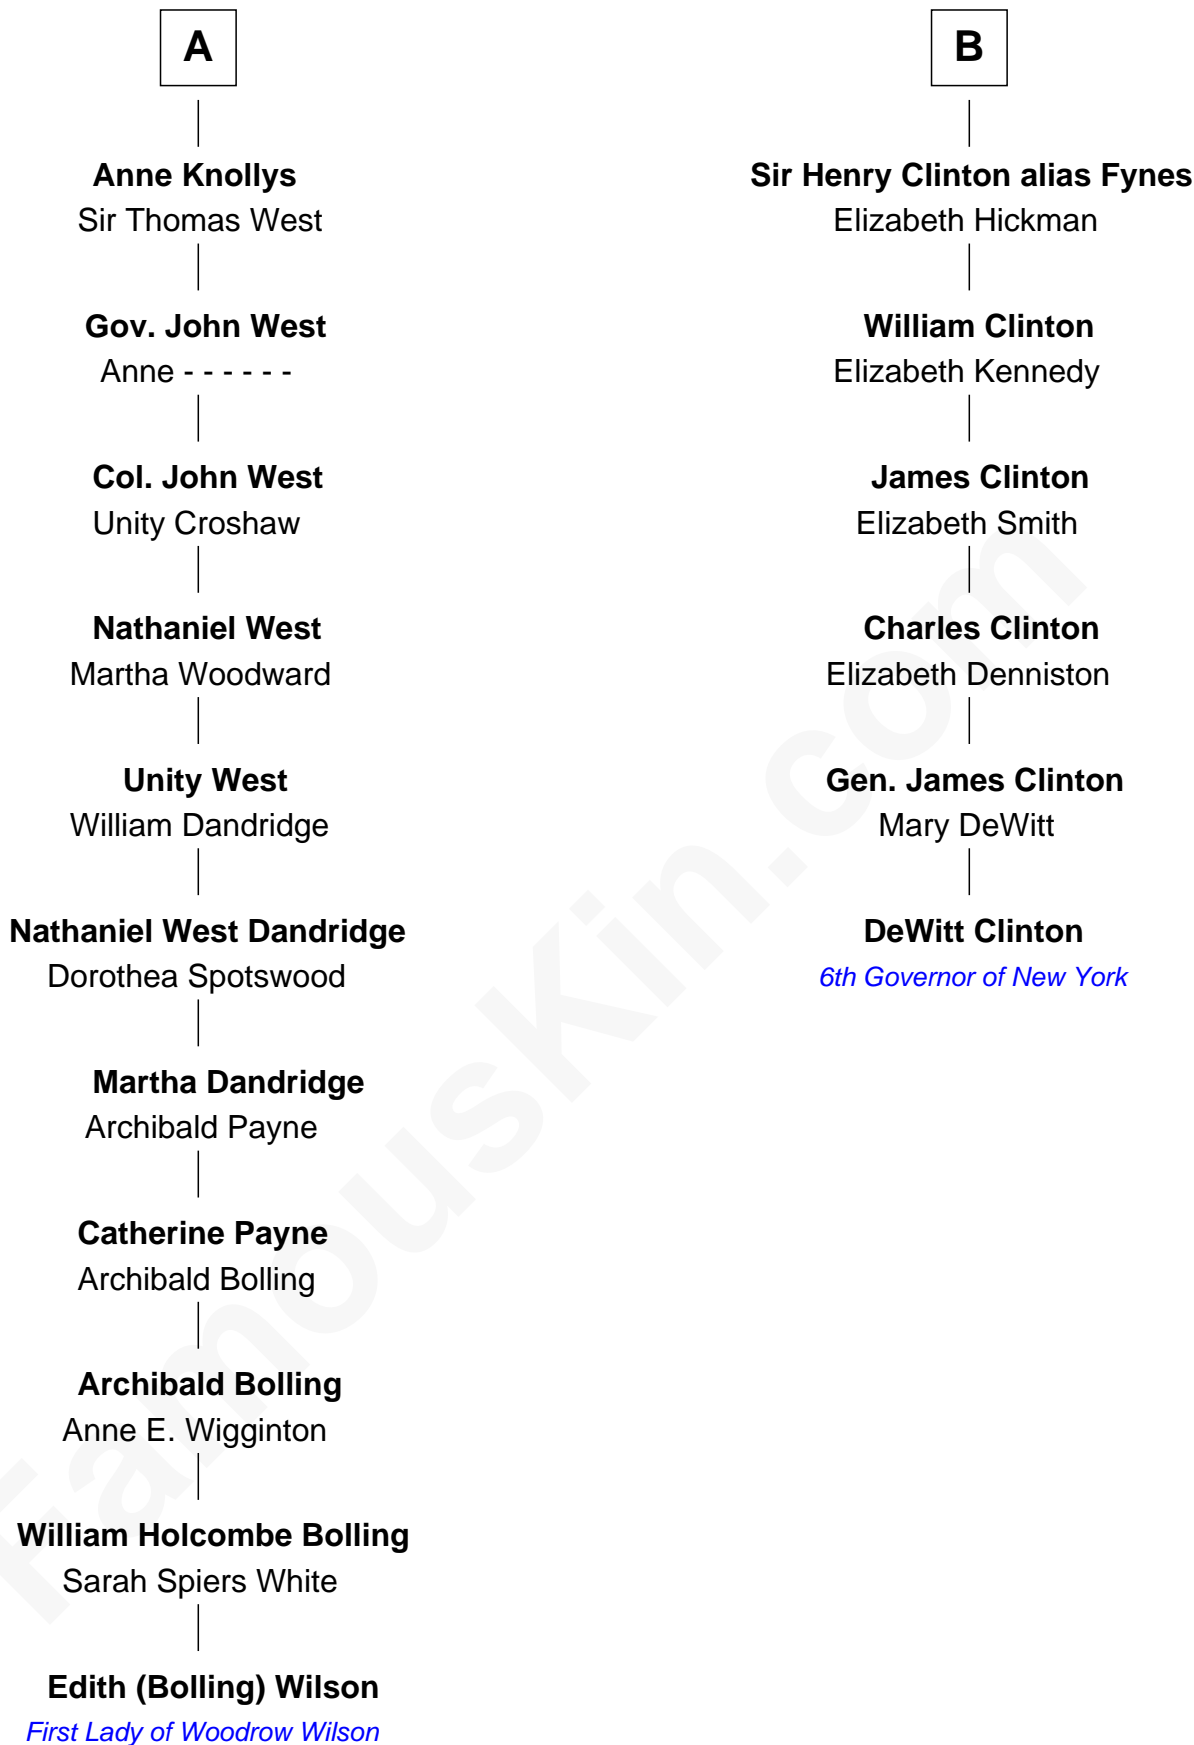 A
Anne Knollys
Sir Thomas West
Gov. John West
Anne - - - - - -
Col. John West
Unity Croshaw
Nathaniel West
Martha Woodward
Unity West
William Dandridge
Nathaniel West Dandridge
Dorothea Spotswood
Martha Dandridge
Archibald Payne
Catherine Payne
Archibald Bolling
Archibald Bolling
Anne E. Wigginton
William Holcombe Bolling
Sarah Spiers White
Edith (Bolling) Wilson
First Lady of Woodrow Wilson
B
Sir Henry Clinton alias Fynes
Elizabeth Hickman
William Clinton
Elizabeth Kennedy
James Clinton
Elizabeth Smith
Charles Clinton
Elizabeth Denniston
Gen. James Clinton
Mary DeWitt
DeWitt Clinton
6th Governor of New York
FamousKin.com